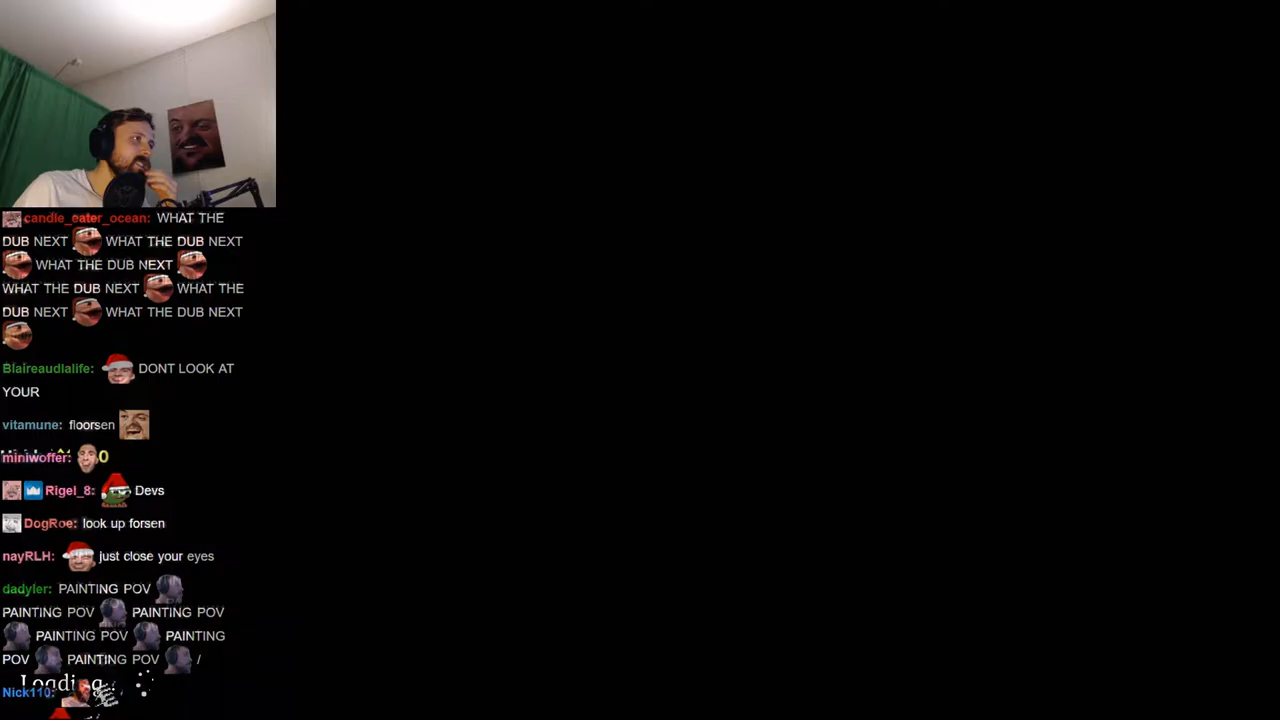 candle_eater_ocean: WHAT THE
DUB NEXT WHAT THE DUB NEXT
WHAT THE DUB NEXT
WHAT THE DUB NEXT WHAT THE
DUB NEXT WHAT THE DUB NEXT
Blaireaudlalife: DONT LOOK AT
YOUR
vitamune: floorsen
miniwoffer: 0
Rigel_8: Devs
DogRoe: look up forsen
nayRLH: just close your eyes
dadyler: PAINTING POV
PAINTING POV PAINTING POV
PAINTING POV PAINTING
POV PAINTING POV /
Loading..
Nick110: